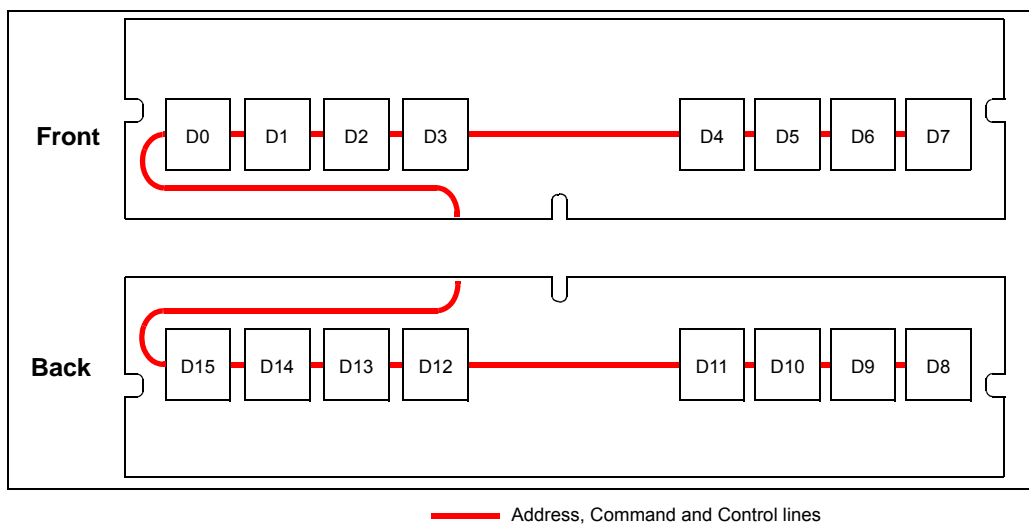 Front
D0 D1 D2 D3 D4 D5 D6 D7
Back
D15 D14 D13 D12 D11 D10 D9 D8
Address, Command and Control lines